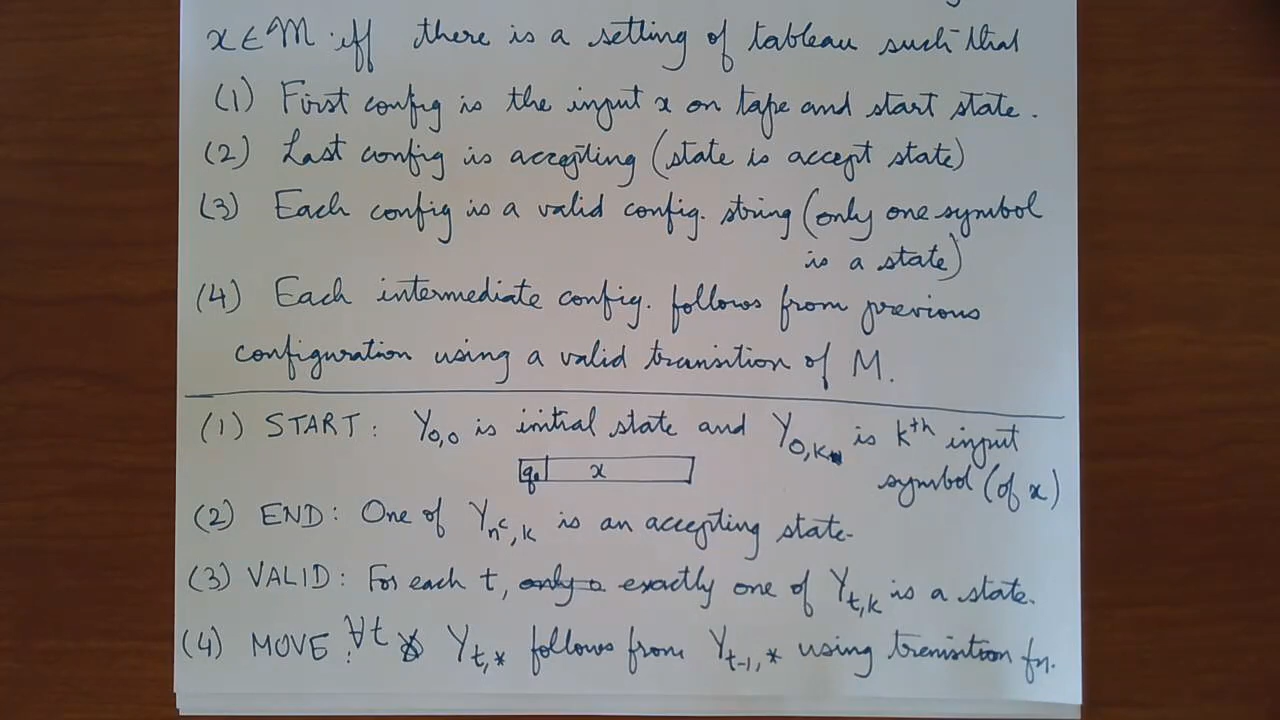 x ∈ M iff there is a setting of tableau such that
(1) First config is the input x on tape and start state.
(2) Last config is accepting (state is accept state)
(3) Each config is a valid config. string (only one symbol
is a state)
(4) Each intermediate config. follows from previous
configuration using a valid transition of M.
(1) START: Y₀,₀ is initial state and Y₀,ₖ is kᵗʰ input
symbol (of x)
q₀ x
(2) END: One of Y_{n^c,k} is an accepting state.
(3) VALID: For each t, only a exactly one of Y_{t,k} is a state.
(4) MOVE: ∀t Y_{t,*} follows from Y_{t-1,*} using transition fn.